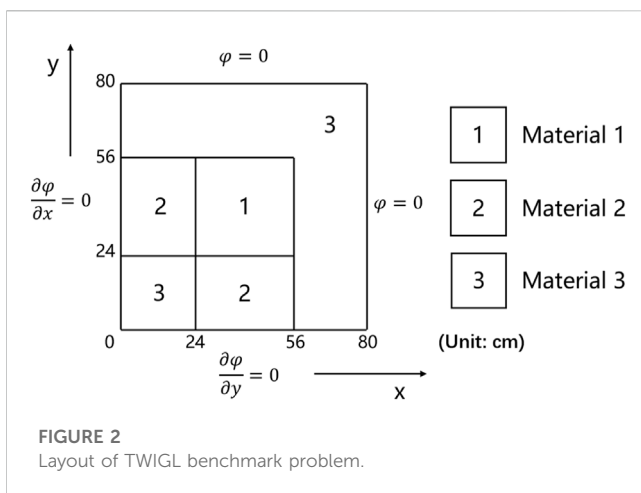 y
φ = 0
80
3
1 Material 1
56
∂φ/∂x = 0
2 1
φ = 0
2 Material 2
24
3 2
3 Material 3
0 24 56 80 (Unit: cm)
∂φ/∂y = 0
x
FIGURE 2
Layout of TWIGL benchmark problem.